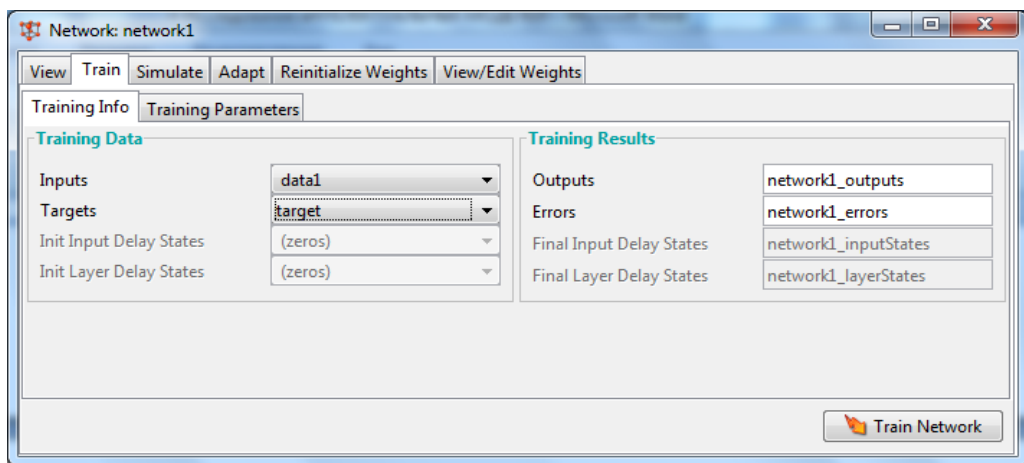 Network: network1
View Train Simulate Adapt Reinitialize Weights View/Edit Weights
Training Info Training Parameters
Training Data
Inputs data1
Targets target
Init Input Delay States (zeros)
Init Layer Delay States (zeros)
Training Results
Outputs network1_outputs
Errors network1_errors
Final Input Delay States network1_inputStates
Final Layer Delay States network1_layerStates
Train Network